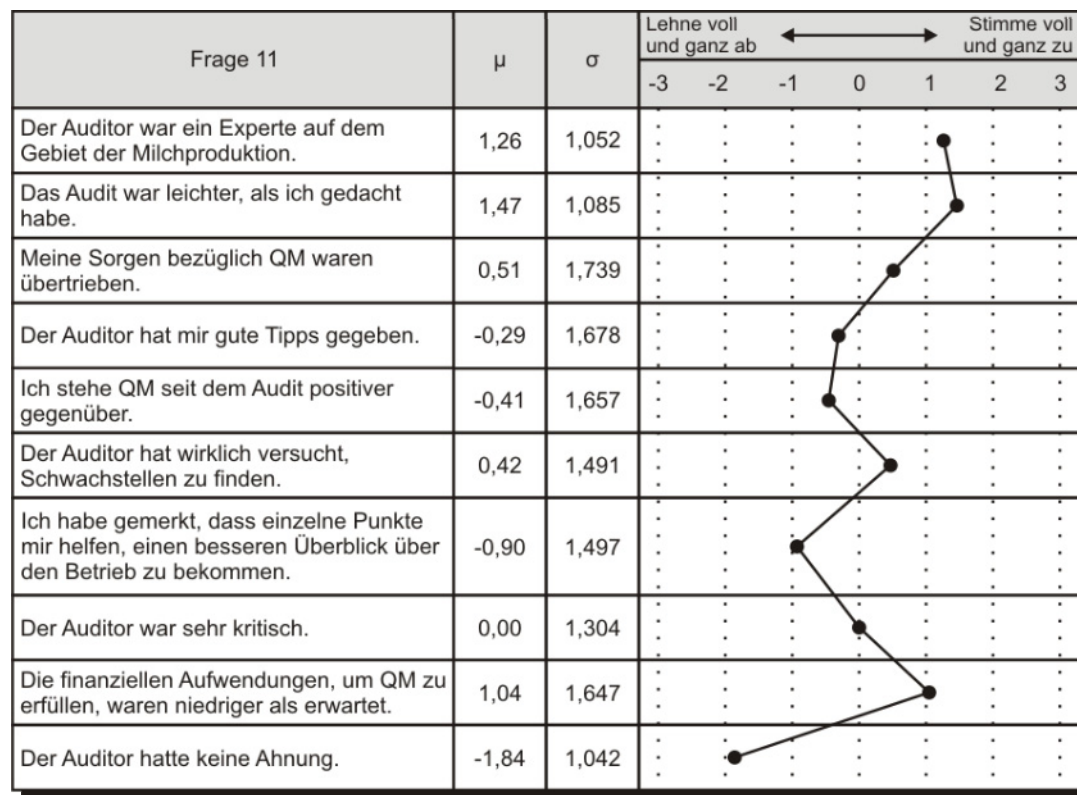 Frage 11
μ
σ
Lehne voll
und ganz ab
Stimme voll
und ganz zu
-3 -2 -1 0 1 2 3
Der Auditor war ein Experte auf dem
Gebiet der Milchproduktion.
1,26 1,052
Das Audit war leichter, als ich gedacht
habe.
1,47 1,085
Meine Sorgen bezüglich QM waren
übertrieben.
0,51 1,739
Der Auditor hat mir gute Tipps gegeben. -0,29 1,678
Ich stehe QM seit dem Audit positiver
gegenüber.
-0,41 1,657
Der Auditor hat wirklich versucht,
Schwachstellen zu finden.
0,42 1,491
Ich habe gemerkt, dass einzelne Punkte
mir helfen, einen besseren Überblick über
den Betrieb zu bekommen.
-0,90 1,497
Der Auditor war sehr kritisch. 0,00 1,304
Die finanziellen Aufwendungen, um QM zu
erfüllen, waren niedriger als erwartet.
1,04 1,647
Der Auditor hatte keine Ahnung. -1,84 1,042